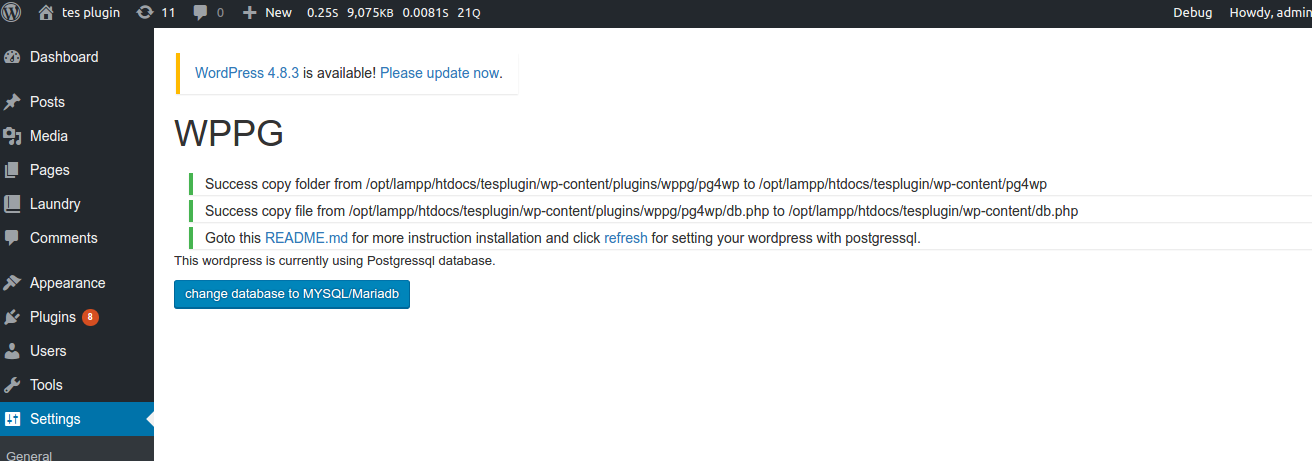 tes plugin 11 0 New 0.25S 9,075KB 0.0081S 21Q Debug Howdy, admin
Dashboard
Posts
Media
Pages
Laundry
Comments
Appearance
Plugins 8
Users
Tools
Settings
General
WordPress 4.8.3 is available! Please update now.
WPPG
Success copy folder from /opt/lampp/htdocs/tesplugin/wp-content/plugins/wppg/pg4wp to /opt/lampp/htdocs/tesplugin/wp-content/pg4wp
Success copy file from /opt/lampp/htdocs/tesplugin/wp-content/plugins/wppg/pg4wp/db.php to /opt/lampp/htdocs/tesplugin/wp-content/db.php
Goto this README.md for more instruction installation and click refresh for setting your wordpress with postgressql.
This wordpress is currently using Postgressql database.
change database to MYSQL/Mariadb